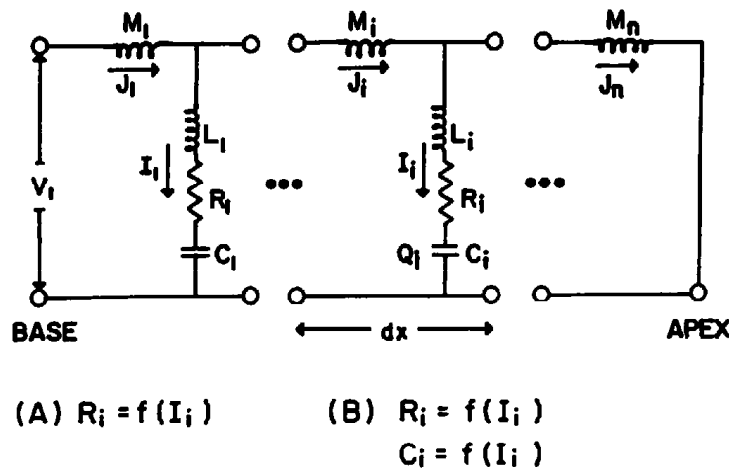 M₁ Mᵢ Mₙ
J₁ Jᵢ Jₙ
L₁ Lᵢ
I₁ Iᵢ
V₁ R₁ ••• Rᵢ •••
C₁ Qᵢ Cᵢ
BASE dx APEX
(A) Rᵢ = f(Iᵢ) (B) Rᵢ = f(Iᵢ)
Cᵢ = f(Iᵢ)